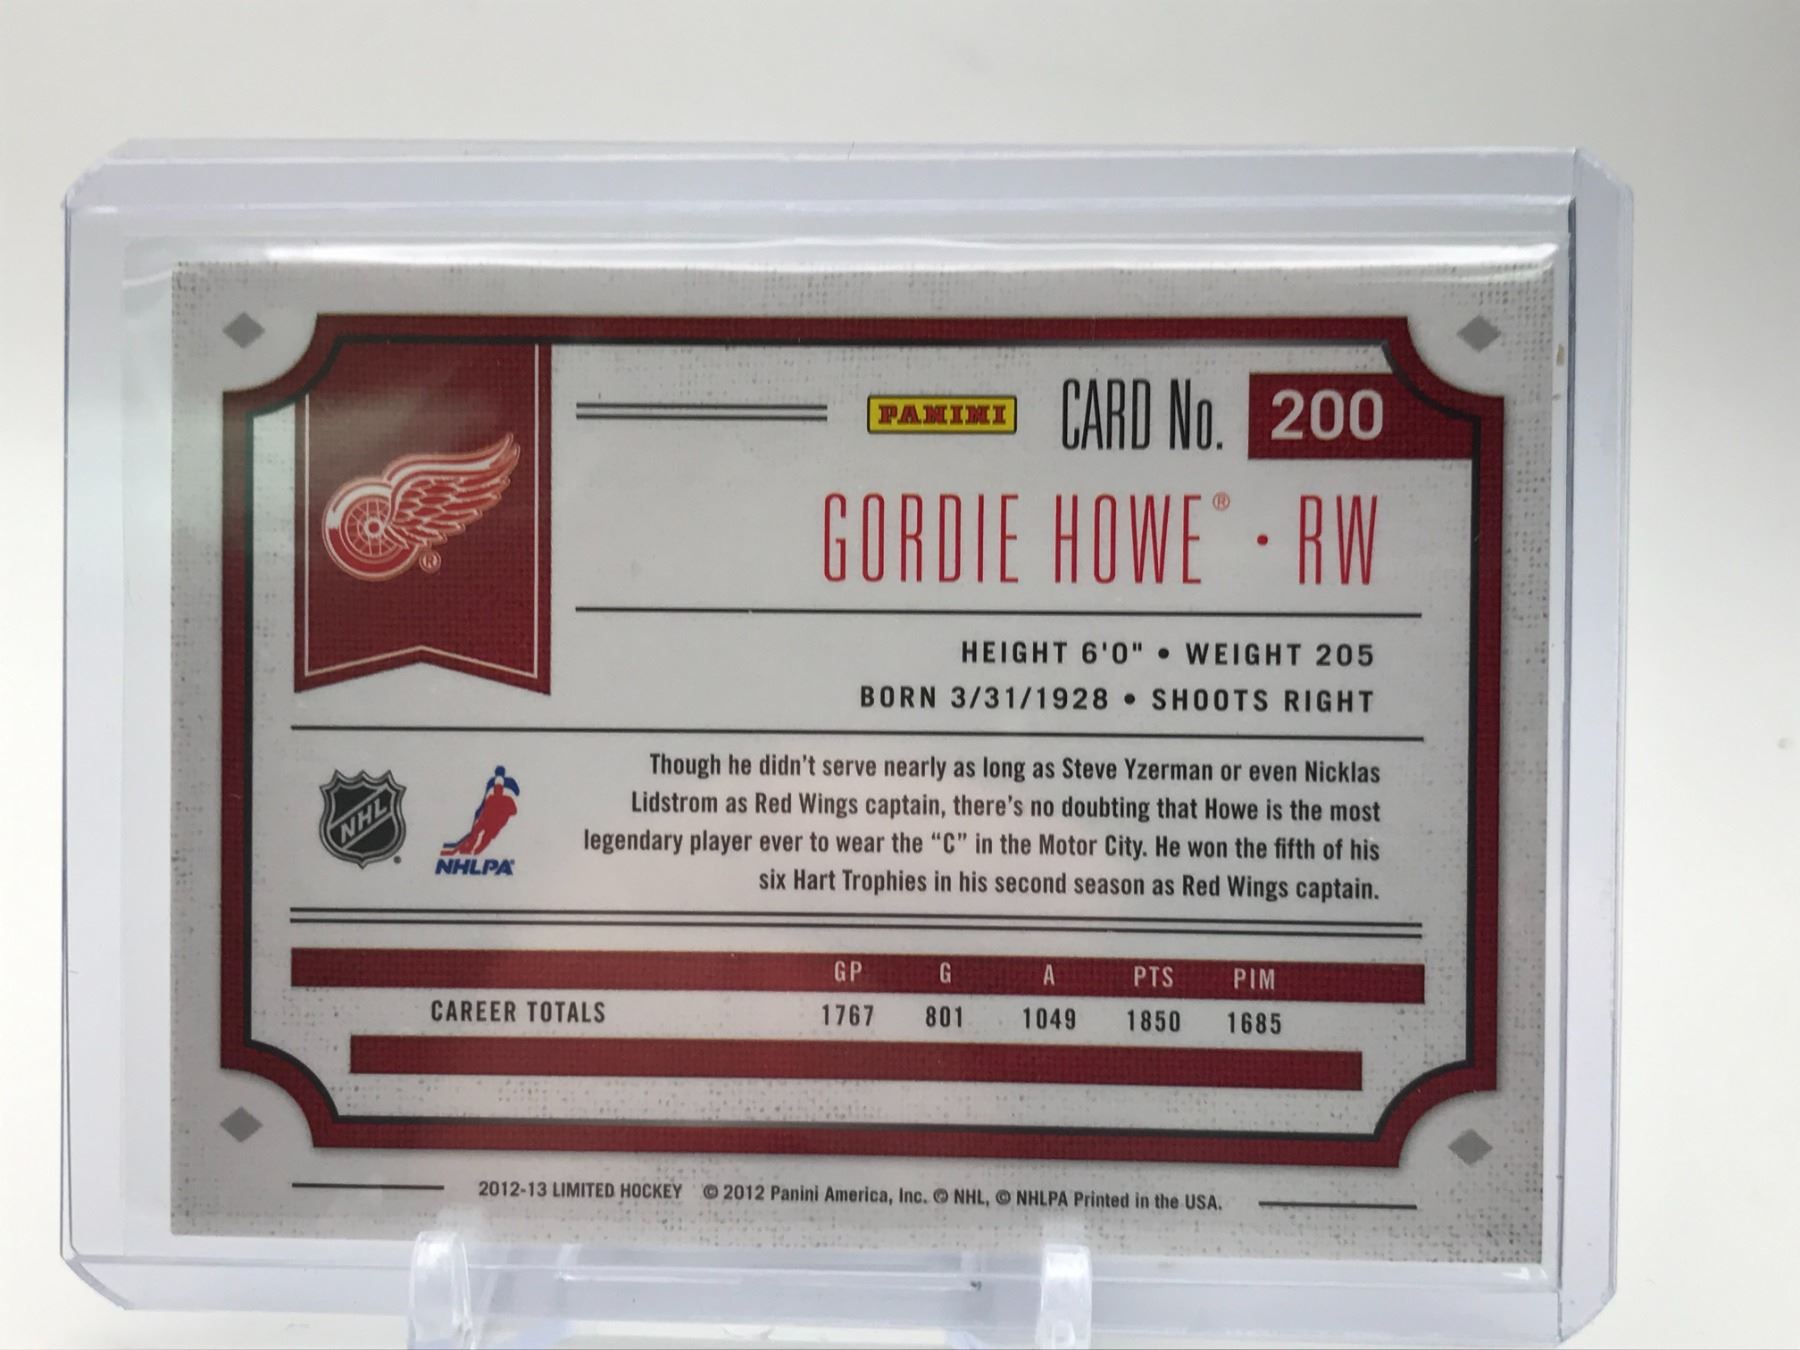 PANINI CARD No. 200
GORDIE HOWE® • RW
HEIGHT 6'0" • WEIGHT 205
BORN 3/31/1928 • SHOOTS RIGHT
®
Though he didn't serve nearly as long as Steve Yzerman or even Nicklas
Lidstrom as Red Wings captain, there's no doubting that Howe is the most
legendary player ever to wear the “C” in the Motor City. He won the fifth of his
six Hart Trophies in his second season as Red Wings captain.
NHL
NHLPA
GP G A PTS PIM
CAREER TOTALS 1767 801 1049 1850 1685
2012-13 LIMITED HOCKEY © 2012 Panini America, Inc. © NHL, © NHLPA Printed in the USA.